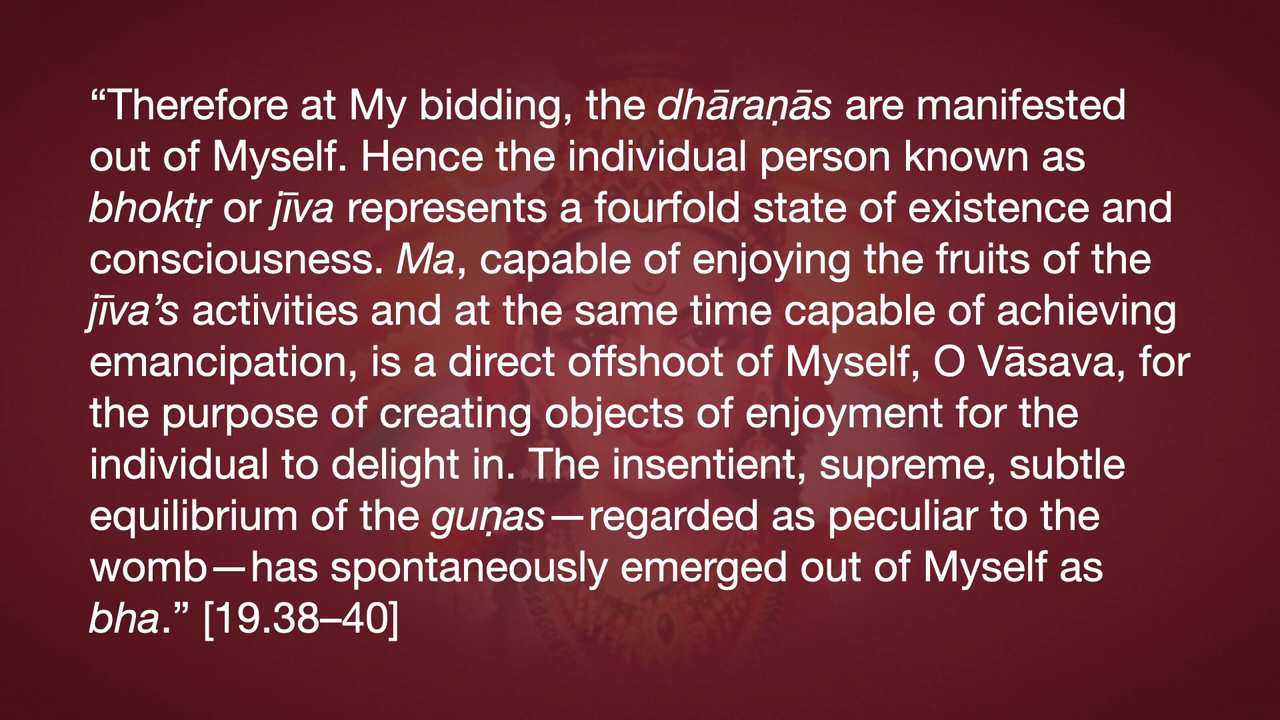 “Therefore at My bidding, the dhāraṇās are manifested
out of Myself. Hence the individual person known as
bhoktṛ or jīva represents a fourfold state of existence and
consciousness. Ma, capable of enjoying the fruits of the
jīva’s activities and at the same time capable of achieving
emancipation, is a direct offshoot of Myself, O Vāsava, for
the purpose of creating objects of enjoyment for the
individual to delight in. The insentient, supreme, subtle
equilibrium of the guṇas—regarded as peculiar to the
womb—has spontaneously emerged out of Myself as
bha.” [19.38–40]